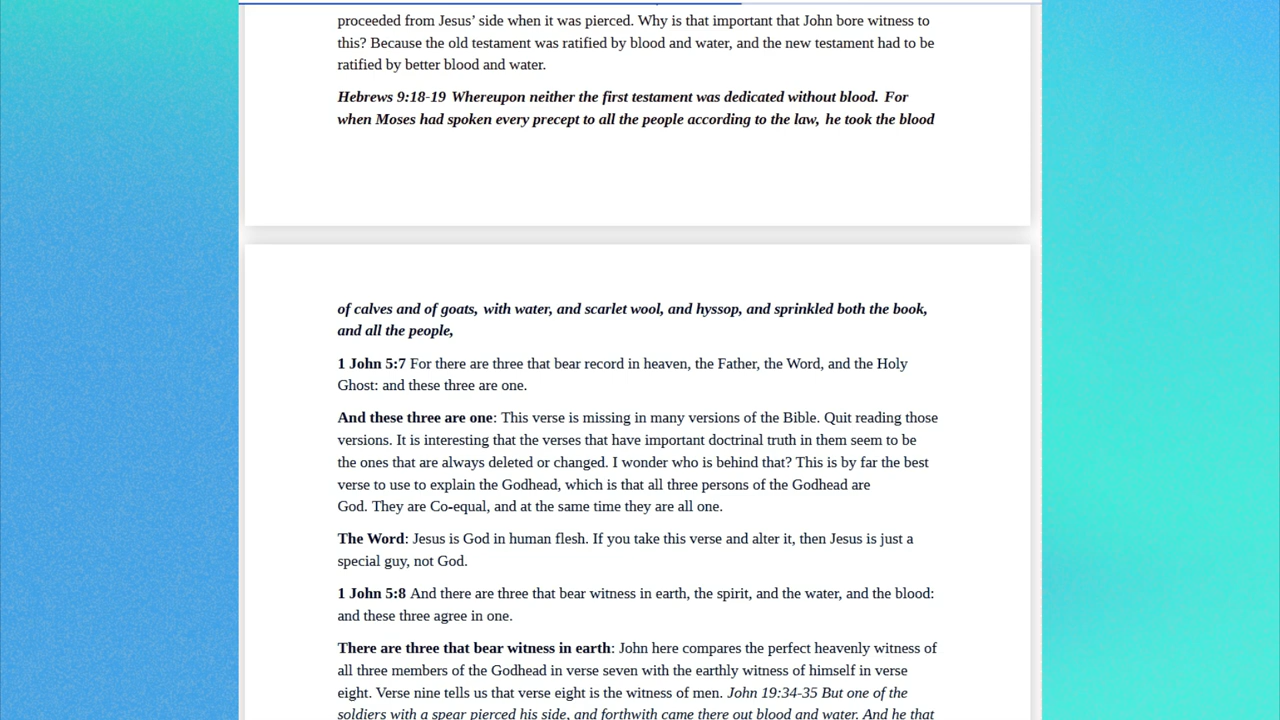 proceeded from Jesus’ side when it was pierced. Why is that important that John bore witness to
this? Because the old testament was ratified by blood and water, and the new testament had to be
ratified by better blood and water.
Hebrews 9:18-19 Whereupon neither the first testament was dedicated without blood. For
when Moses had spoken every precept to all the people according to the law, he took the blood
of calves and of goats, with water, and scarlet wool, and hyssop, and sprinkled both the book,
and all the people,
1 John 5:7 For there are three that bear record in heaven, the Father, the Word, and the Holy
Ghost: and these three are one.
And these three are one: This verse is missing in many versions of the Bible. Quit reading those
versions. It is interesting that the verses that have important doctrinal truth in them seem to be
the ones that are always deleted or changed. I wonder who is behind that? This is by far the best
verse to use to explain the Godhead, which is that all three persons of the Godhead are
God. They are Co-equal, and at the same time they are all one.
The Word: Jesus is God in human flesh. If you take this verse and alter it, then Jesus is just a
special guy, not God.
1 John 5:8 And there are three that bear witness in earth, the spirit, and the water, and the blood:
and these three agree in one.
There are three that bear witness in earth: John here compares the perfect heavenly witness of
all three members of the Godhead in verse seven with the earthly witness of himself in verse
eight. Verse nine tells us that verse eight is the witness of men. John 19:34-35 But one of the
soldiers with a spear pierced his side, and forthwith came there out blood and water. And he that